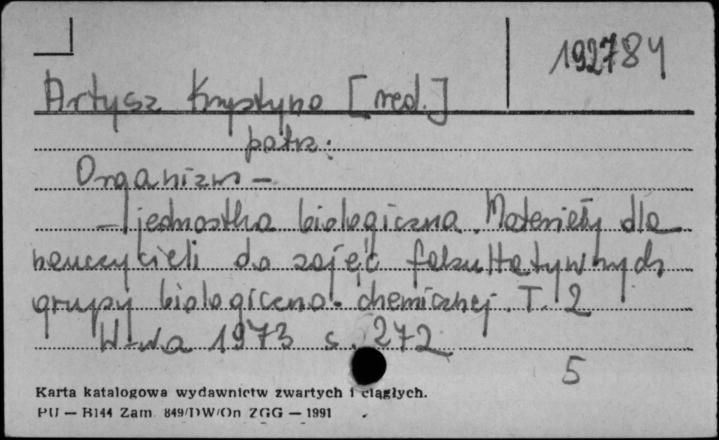 192784
Artysz Krystyna [red.]
patrz:
Organizm -
- jednostka biologiczna. Materiały dla
nauczycieli do zajęć fakultatywnych
grupy biologiczno-chemicznej. T. 2
W-wa 1973 s. 272
5
Karta katalogowa wydawnictw zwartych i ciągłych.
PU — B144 Zam. 849/DW/On ZGG — 1991